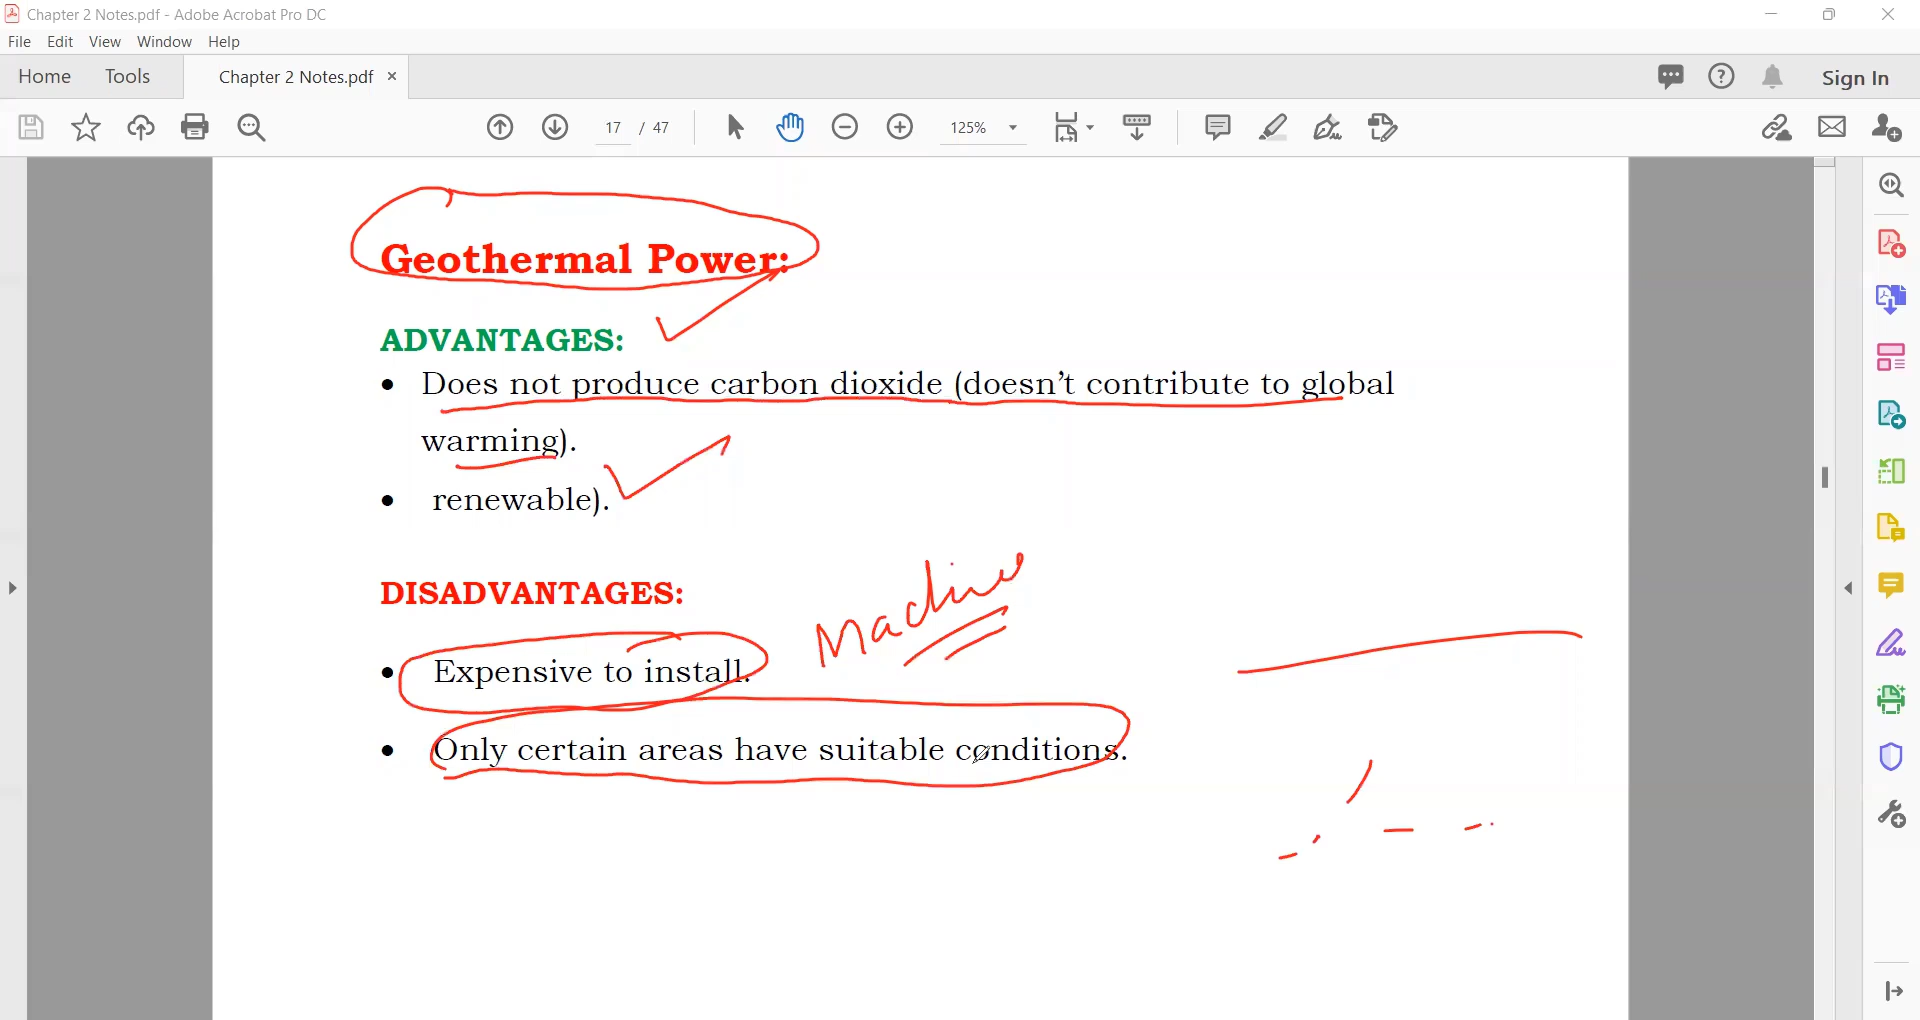 Chapter 2 Notes.pdf - Adobe Acrobat Pro DC
File Edit View Window Help
Home Tools Chapter 2 Notes.pdf × Sign In
17 / 47 125%
Geothermal Power:
ADVANTAGES:
• Does not produce carbon dioxide (doesn't contribute to global
warming).
• renewable).
DISADVANTAGES:
• Expensive to install.
• Only certain areas have suitable conditions.